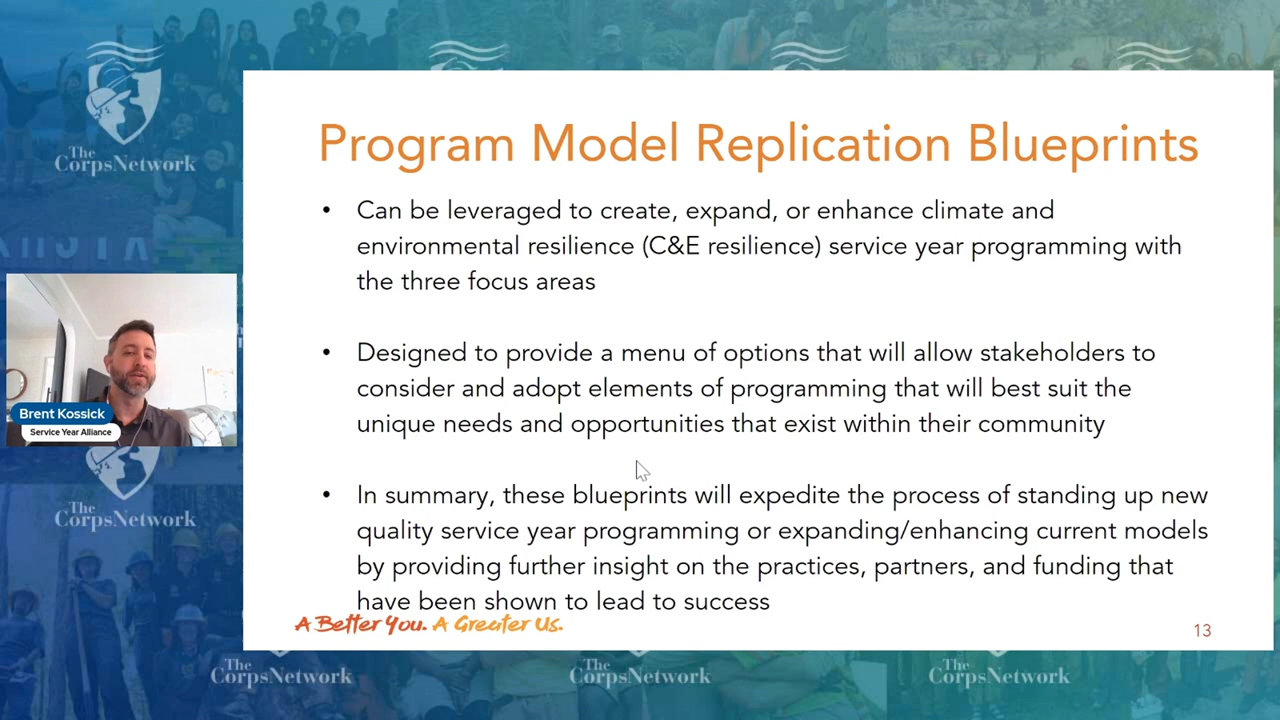 The
CorpsNetwork
Program Model Replication Blueprints
• Can be leveraged to create, expand, or enhance climate and
environmental resilience (C&E resilience) service year programming with
the three focus areas
• Designed to provide a menu of options that will allow stakeholders to
consider and adopt elements of programming that will best suit the
unique needs and opportunities that exist within their community
• In summary, these blueprints will expedite the process of standing up new
quality service year programming or expanding/enhancing current models
by providing further insight on the practices, partners, and funding that
have been shown to lead to success
A Better You. A Greater Us.
13
Brent Kossick
Service Year Alliance
The
CorpsNetwork
The
CorpsNetwork
The
CorpsNetwork
The
CorpsNetwork